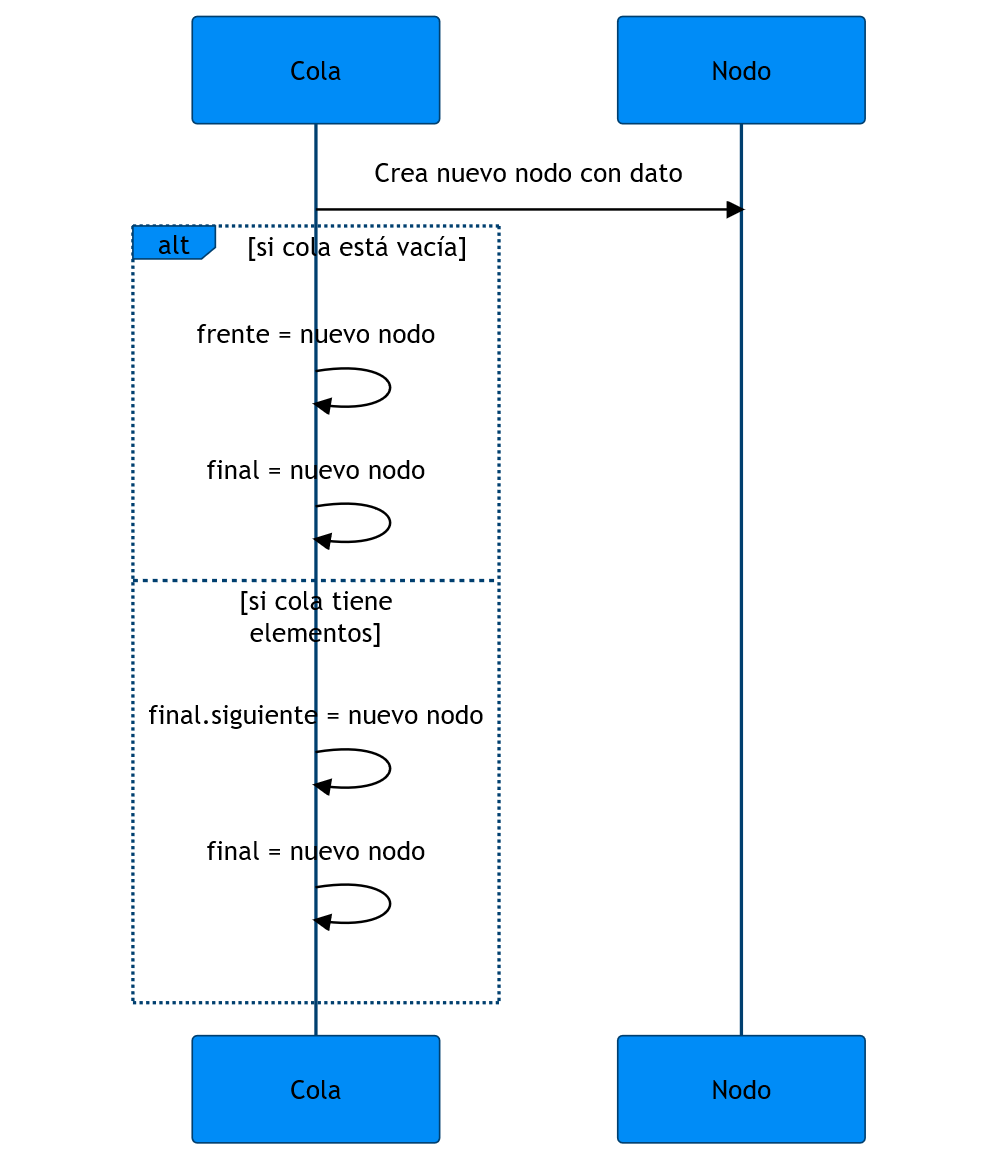 Cola
Nodo
Crea nuevo nodo con dato
alt
[si cola está vacía]
frente = nuevo nodo
final = nuevo nodo
[si cola tiene
elementos]
final.siguiente = nuevo nodo
final = nuevo nodo
Cola
Nodo